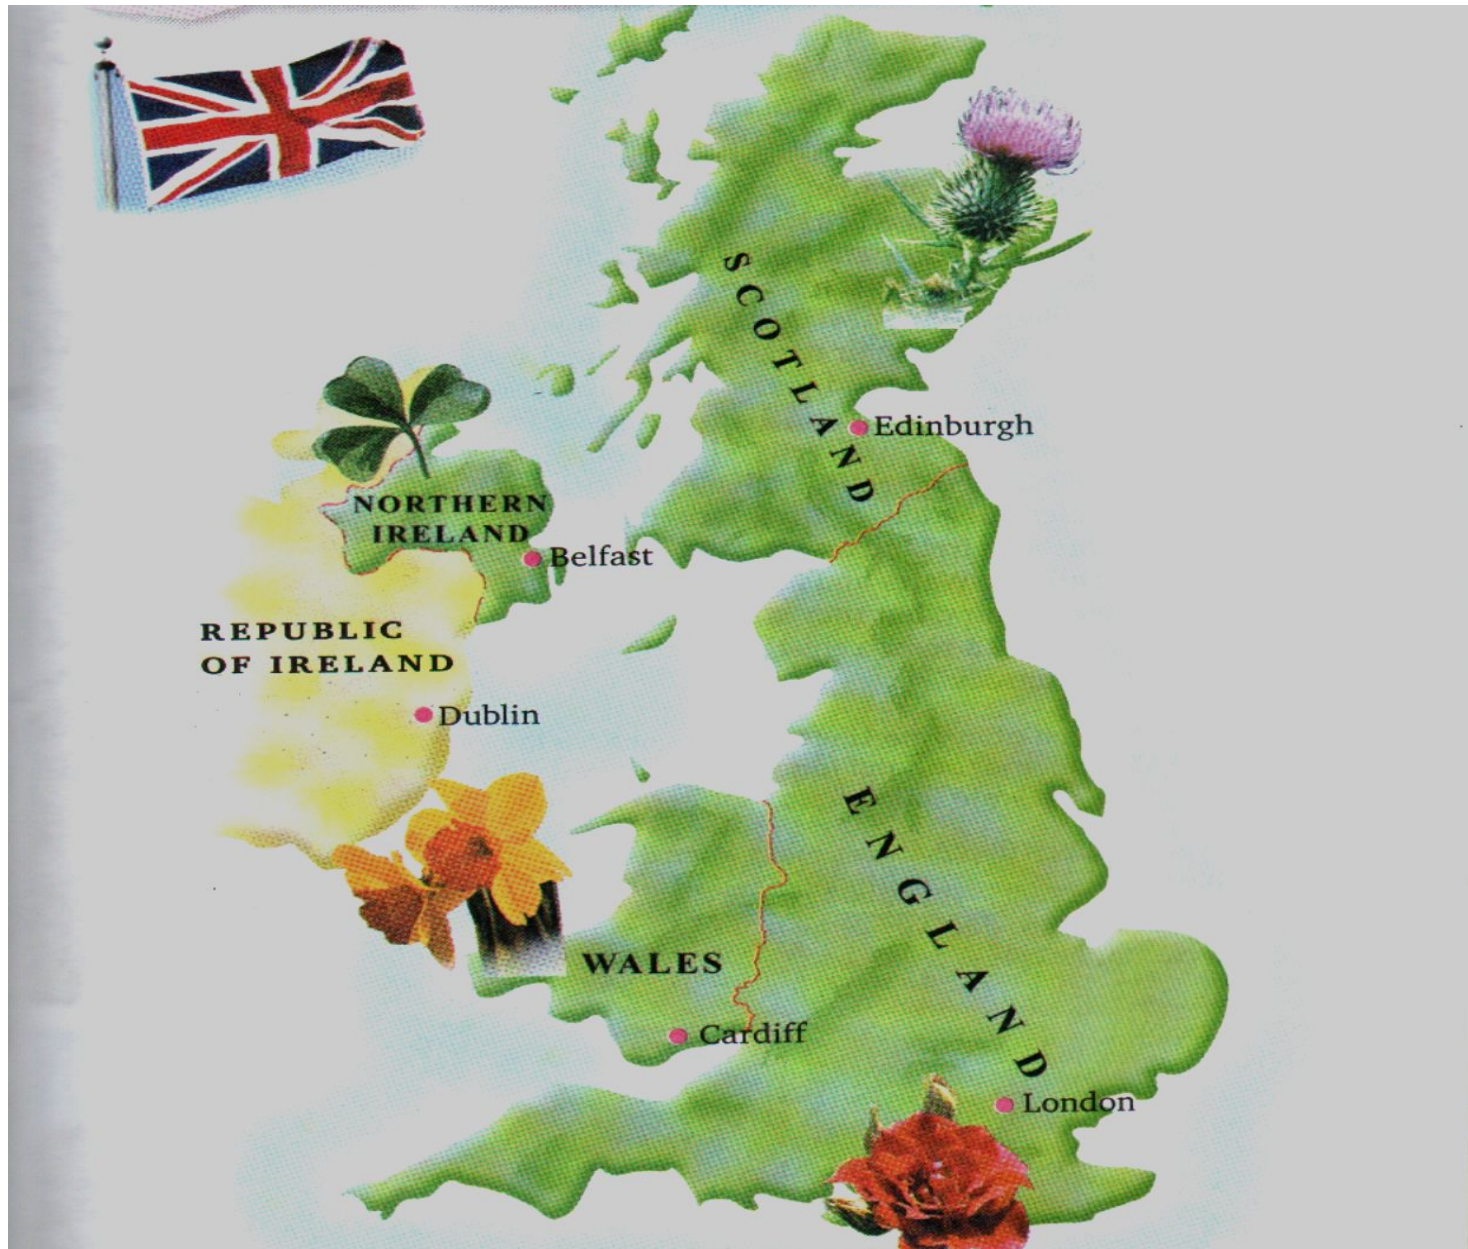 SCOTLAND
Edinburgh
NORTHERN
IRELAND
Belfast
REPUBLIC
OF IRELAND
Dublin
ENGLAND
WALES
Cardiff
London